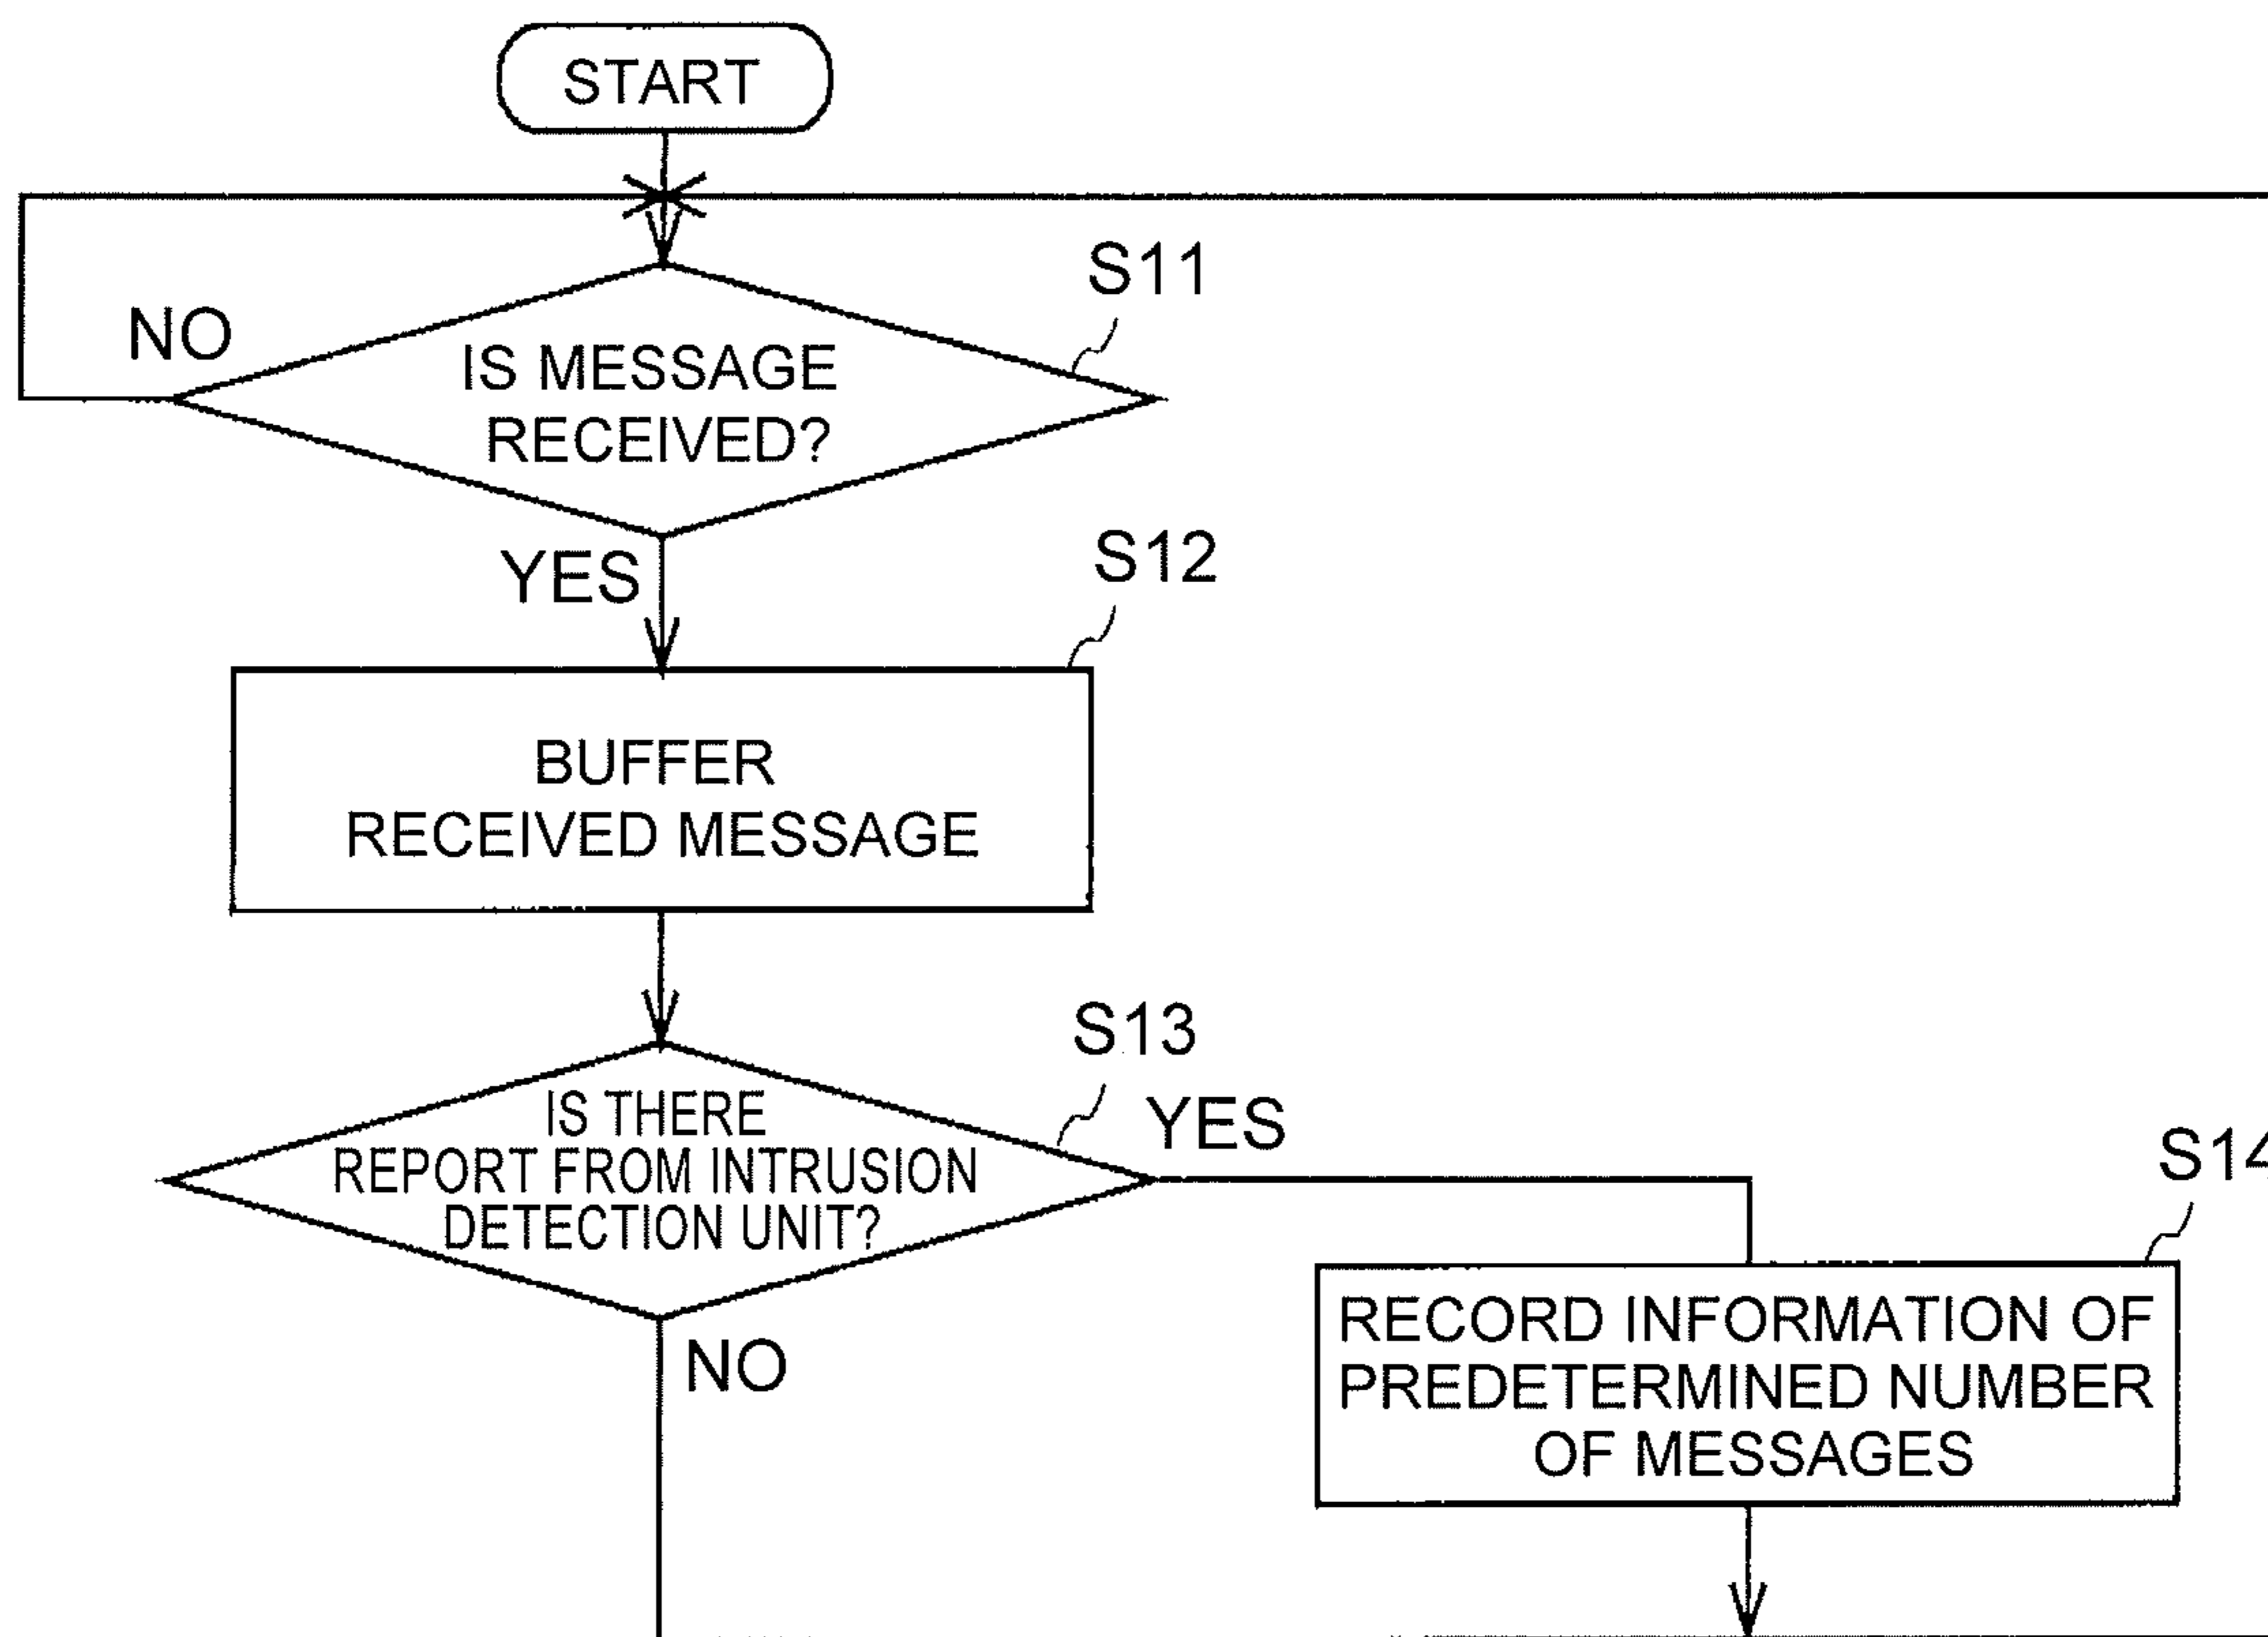 START
S11
NO
IS MESSAGE
RECEIVED?
YES
S12
BUFFER
RECEIVED MESSAGE
S13
IS THERE
REPORT FROM INTRUSION
DETECTION UNIT?
YES
NO
S14
RECORD INFORMATION OF
PREDETERMINED NUMBER
OF MESSAGES